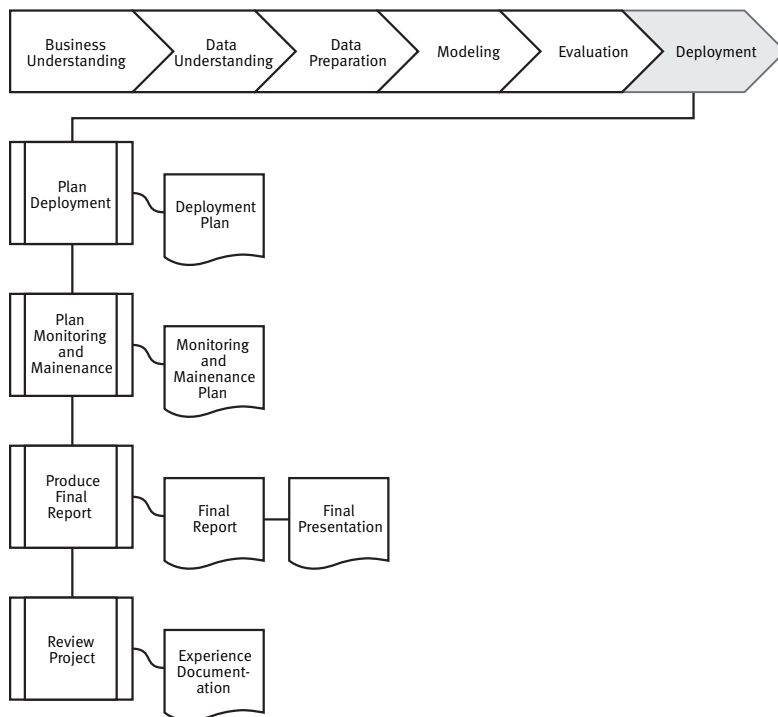 Business
Understanding
Data
Understanding
Data
Preparation
Modeling
Evaluation
Deployment
Plan
Deployment
Deployment
Plan
Plan
Monitoring
and
Mainenance
Monitoring
and
Mainenance
Plan
Produce
Final
Report
Final
Report
Final
Presentation
Review
Project
Experience
Document-
ation